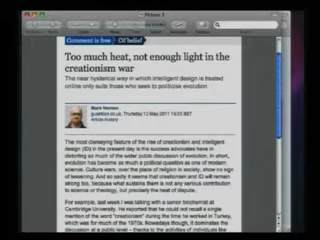 Picture 3
Comment is free
Cif belief
Too much heat, not enough light in the
creationism war
The near hysterical way in which intelligent design is treated
online only suits those who seek to politicise evolution
Mark Vernon
guardian.co.uk, Thursday 12 May 2011
Article history
The most dismaying feature of the rise of creationism and intelligent
design (ID) in the present day is the success advocates have in
distorting so much of the wider public discussion of evolution. In short,
evolution has become as much a political question as one of modern
science. Culture wars, over the place of religion in society, show no sign
of lessening. And so sadly it seems that creationism and ID will remain
strong too, because what sustains them is not any serious contribution
to science or theology, but precisely the heat of dispute.
For example, last week I was talking with a senior biochemist at
Cambridge University. He reported that he could not recall a single
mention of the word "creationism" during the time he worked in Turkey,
which was for much of the 1970s. Nowadays though, it dominates the
discussion at a public level – thanks to the activities of individuals like